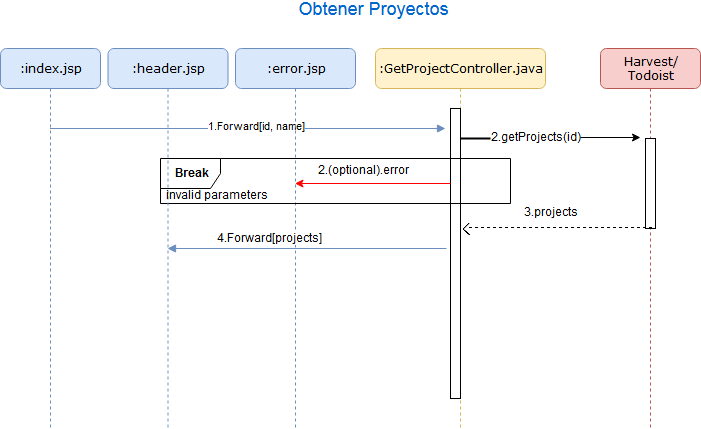 Obtener Proyectos
:index.jsp
:header.jsp
:error.jsp
:GetProjectController.java
Harvest/
Todoist
1.Forward[id, name]
2.getProjects(id)
Break
2.(optional).error
invalid parameters
3.projects
4.Forward[projects]